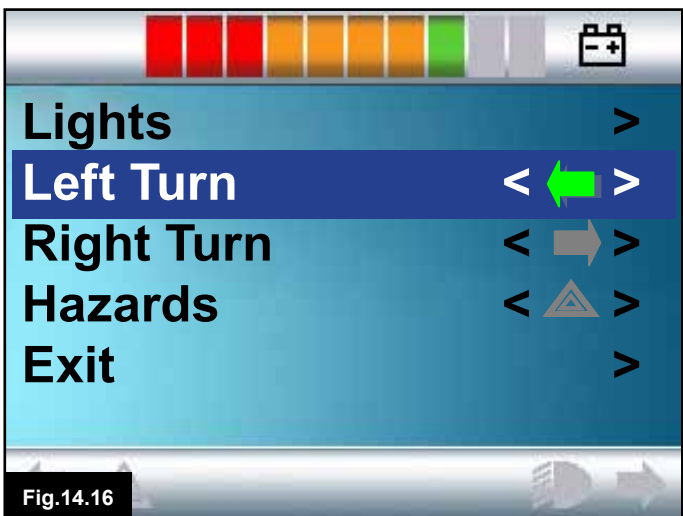 Lights >
Left Turn < >
Right Turn < >
Hazards < >
Exit >
Fig.14.16